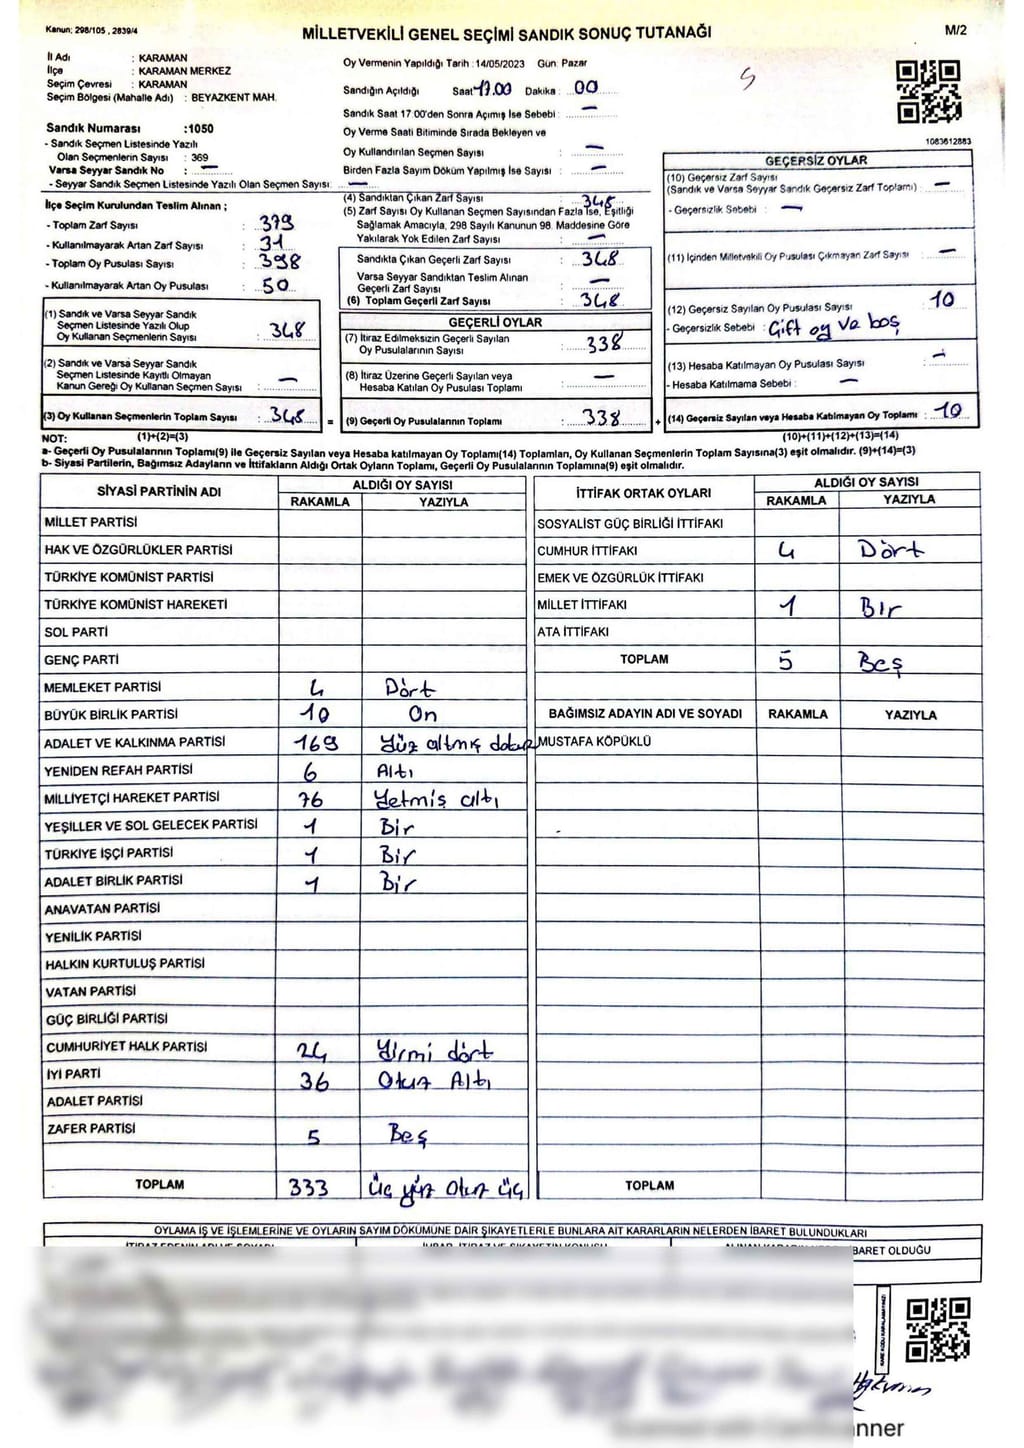 Kanun: 298/105 , 2839/4
MİLLETVEKİLİ GENEL SEÇİMİ SANDIK SONUÇ TUTANAĞI
M/2
İl Adı : KARAMAN
İlçe : KARAMAN MERKEZ
Seçim Çevresi : KARAMAN
Seçim Bölgesi (Mahalle Adı) : BEYAZKENT MAH.
Oy Vermenin Yapıldığı Tarih : 14/05/2023 Gün: Pazar
Sandığın Açıldığı Saat 17.00 Dakika : 00
Sandık Saat 17.00'den Sonra Açımış İse Sebebi : —
Oy Verme Saati Bitiminde Sırada Bekleyen ve
Oy Kullandırılan Seçmen Sayısı : —
Birden Fazla Sayım Döküm Yapılmış İse Sayısı : —
1083612883
Sandık Numarası :1050
- Sandık Seçmen Listesinde Yazılı
Olan Seçmenlerin Sayısı : 369
Varsa Seyyar Sandık No : —
- Seyyar Sandık Seçmen Listesinde Yazılı Olan Seçmen Sayısı: —
İlçe Seçim Kurulundan Teslim Alınan ;
- Toplam Zarf Sayısı : 379
- Kullanılmayarak Artan Zarf Sayısı : 31
- Toplam Oy Pusulası Sayısı : 398
- Kullanılmayarak Artan Oy Pusulası : 50
(1) Sandık ve Varsa Seyyar Sandık
Seçmen Listesinde Yazılı Olup
Oy Kullanan Seçmenlerin Sayısı : 348
(2) Sandık ve Varsa Seyyar Sandık
Seçmen Listesinde Kayıtlı Olmayan
Kanun Gereği Oy Kullanan Seçmen Sayısı : —
(3) Oy Kullanan Seçmenlerin Toplam Sayısı : 348
(4) Sandıktan Çıkan Zarf Sayısı : 348
(5) Zarf Sayısı Oy Kullanan Seçmen Sayısından Fazla İse, Eşitliği
Sağlamak Amacıyla, 298 Sayılı Kanunun 98. Maddesine Göre
Yakılarak Yok Edilen Zarf Sayısı : —
Sandıkta Çıkan Geçerli Zarf Sayısı : 348
Varsa Seyyar Sandıktan Teslim Alınan
Geçerli Zarf Sayısı : —
(6) Toplam Geçerli Zarf Sayısı : 348
GEÇERLİ OYLAR
(7) İtiraz Edilmeksizin Geçerli Sayılan
Oy Pusulalarının Sayısı : 338
(8) İtiraz Üzerine Geçerli Sayılan veya
Hesaba Katılan Oy Pusulası Toplamı : —
= (9) Geçerli Oy Pusulalarının Toplamı : 338
GEÇERSİZ OYLAR
(10) Geçersiz Zarf Sayısı
(Sandık ve Varsa Seyyar Sandık Geçersiz Zarf Toplamı) : —
- Geçersizlik Sebebi : —
(11) İçinden Milletvekili Oy Pusulası Çıkmayan Zarf Sayısı : —
(12) Geçersiz Sayılan Oy Pusulası Sayısı : 10
- Geçersizlik Sebebi : Çift oy ve boş
(13) Hesaba Katılmayan Oy Pusulası Sayısı : —
- Hesaba Katılmama Sebebi : —
+ (14) Geçersiz Sayılan veya Hesaba Katılmayan Oy Toplamı : 10
NOT: (1)+(2)=(3) (10)+(11)+(12)+(13)=(14)
a- Geçerli Oy Pusulalarının Toplamı(9) ile Geçersiz Sayılan veya Hesaba katılmayan Oy Toplamı(14) Toplamları, Oy Kullanan Seçmenlerin Toplam Sayısına(3) eşit olmalıdır. (9)+(14)=(3)
b- Siyasi Partilerin, Bağımsız Adayların ve İttifakların Aldığı Ortak Oyların Toplamı, Geçerli Oy Pusulalarının Toplamına(9) eşit olmalıdır.
SİYASİ PARTİNİN ADI ALDIĞI OY SAYISI
RAKAMLA YAZIYLA
MİLLET PARTİSİ
HAK VE ÖZGÜRLÜKLER PARTİSİ
TÜRKİYE KOMÜNİST PARTİSİ
TÜRKİYE KOMÜNİST HAREKETİ
SOL PARTİ
GENÇ PARTİ
MEMLEKET PARTİSİ 4 Dört
BÜYÜK BİRLİK PARTİSİ 10 On
ADALET VE KALKINMA PARTİSİ 169 Yüz altmış dokuz
YENİDEN REFAH PARTİSİ 6 Altı
MİLLİYETÇİ HAREKET PARTİSİ 76 Yetmiş altı
YEŞİLLER VE SOL GELECEK PARTİSİ 1 Bir
TÜRKİYE İŞÇİ PARTİSİ 1 Bir
ADALET BİRLİK PARTİSİ 1 Bir
ANAVATAN PARTİSİ
YENİLİK PARTİSİ
HALKIN KURTULUŞ PARTİSİ
VATAN PARTİSİ
GÜÇ BİRLİĞİ PARTİSİ
CUMHURİYET HALK PARTİSİ 24 Yirmi dört
İYİ PARTİ 36 Otuz Altı
ADALET PARTİSİ
ZAFER PARTİSİ 5 Beş
TOPLAM 333 Üç yüz Otuz üç
İTTİFAK ORTAK OYLARI ALDIĞI OY SAYISI
RAKAMLA YAZIYLA
SOSYALİST GÜÇ BİRLİĞİ İTTİFAKI
CUMHUR İTTİFAKI 4 Dört
EMEK VE ÖZGÜRLÜK İTTİFAKI
MİLLET İTTİFAKI 1 Bir
ATA İTTİFAKI
TOPLAM 5 Beş
BAĞIMSIZ ADAYIN ADI VE SOYADI RAKAMLA YAZIYLA
MUSTAFA KÖPÜKLÜ
TOPLAM
OYLAMA İŞ VE İŞLEMLERİNE VE OYLARIN SAYIM DÖKÜMÜNE DAİR ŞİKAYETLERLE BUNLARA AİT KARARLARIN NELERDEN İBARET BULUNDUKLARI
BARET OLDUĞU